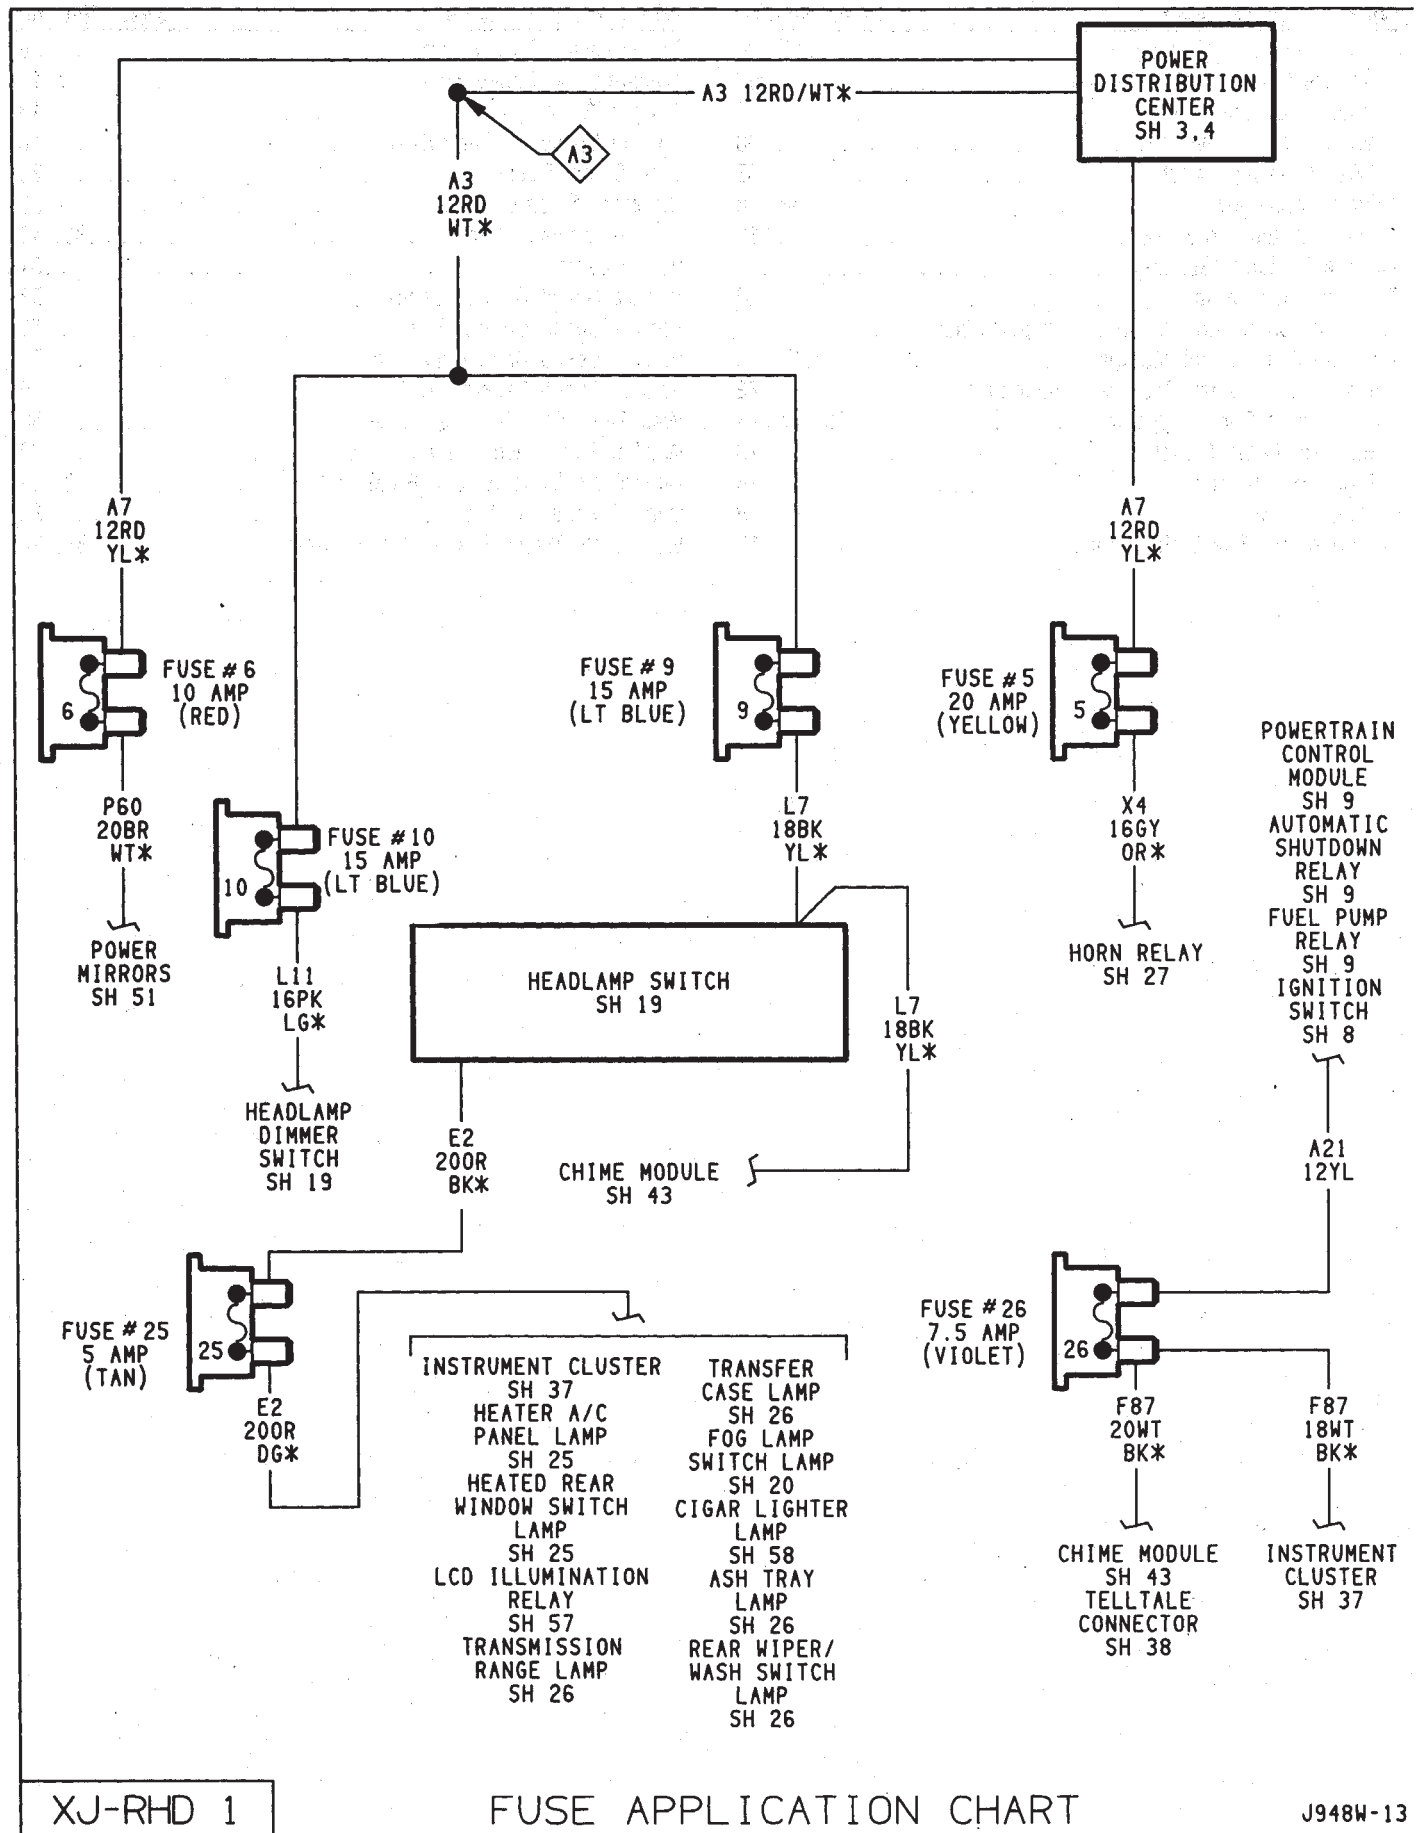 POWER
DISTRIBUTION
CENTER
SH 3,4
A3 12RD/WT*
A3
A3
12RD
WT*
A7
12RD
YL*
A7
12RD
YL*
FUSE #6
10 AMP
(RED)
6
FUSE #9
15 AMP
(LT BLUE)
9
FUSE #5
20 AMP
(YELLOW)
5
POWERTRAIN
CONTROL
MODULE
SH 9
AUTOMATIC
SHUTDOWN
RELAY
SH 9
FUEL PUMP
RELAY
SH 9
IGNITION
SWITCH
SH 8
P60
20BR
WT*
POWER
MIRRORS
SH 51
FUSE #10
15 AMP
(LT BLUE)
10
L7
18BK
YL*
X4
16GY
OR*
HORN RELAY
SH 27
L11
16PK
LG*
HEADLAMP SWITCH
SH 19
L7
18BK
YL*
HEADLAMP
DIMMER
SWITCH
SH 19
E2
20OR
BK*
CHIME MODULE
SH 43
A21
12YL
FUSE #25
5 AMP
(TAN)
25
FUSE #26
7.5 AMP
(VIOLET)
26
E2
20OR
DG*
INSTRUMENT CLUSTER
SH 37
HEATER A/C
PANEL LAMP
SH 25
HEATED REAR
WINDOW SWITCH
LAMP
SH 25
LCD ILLUMINATION
RELAY
SH 57
TRANSMISSION
RANGE LAMP
SH 26
TRANSFER
CASE LAMP
SH 26
FOG LAMP
SWITCH LAMP
SH 20
CIGAR LIGHTER
LAMP
SH 58
ASH TRAY
LAMP
SH 26
REAR WIPER/
WASH SWITCH
LAMP
SH 26
F87
20WT
BK*
F87
18WT
BK*
CHIME MODULE
SH 43
TELLTALE
CONNECTOR
SH 38
INSTRUMENT
CLUSTER
SH 37
XJ-RHD 1
FUSE APPLICATION CHART
J948W-13